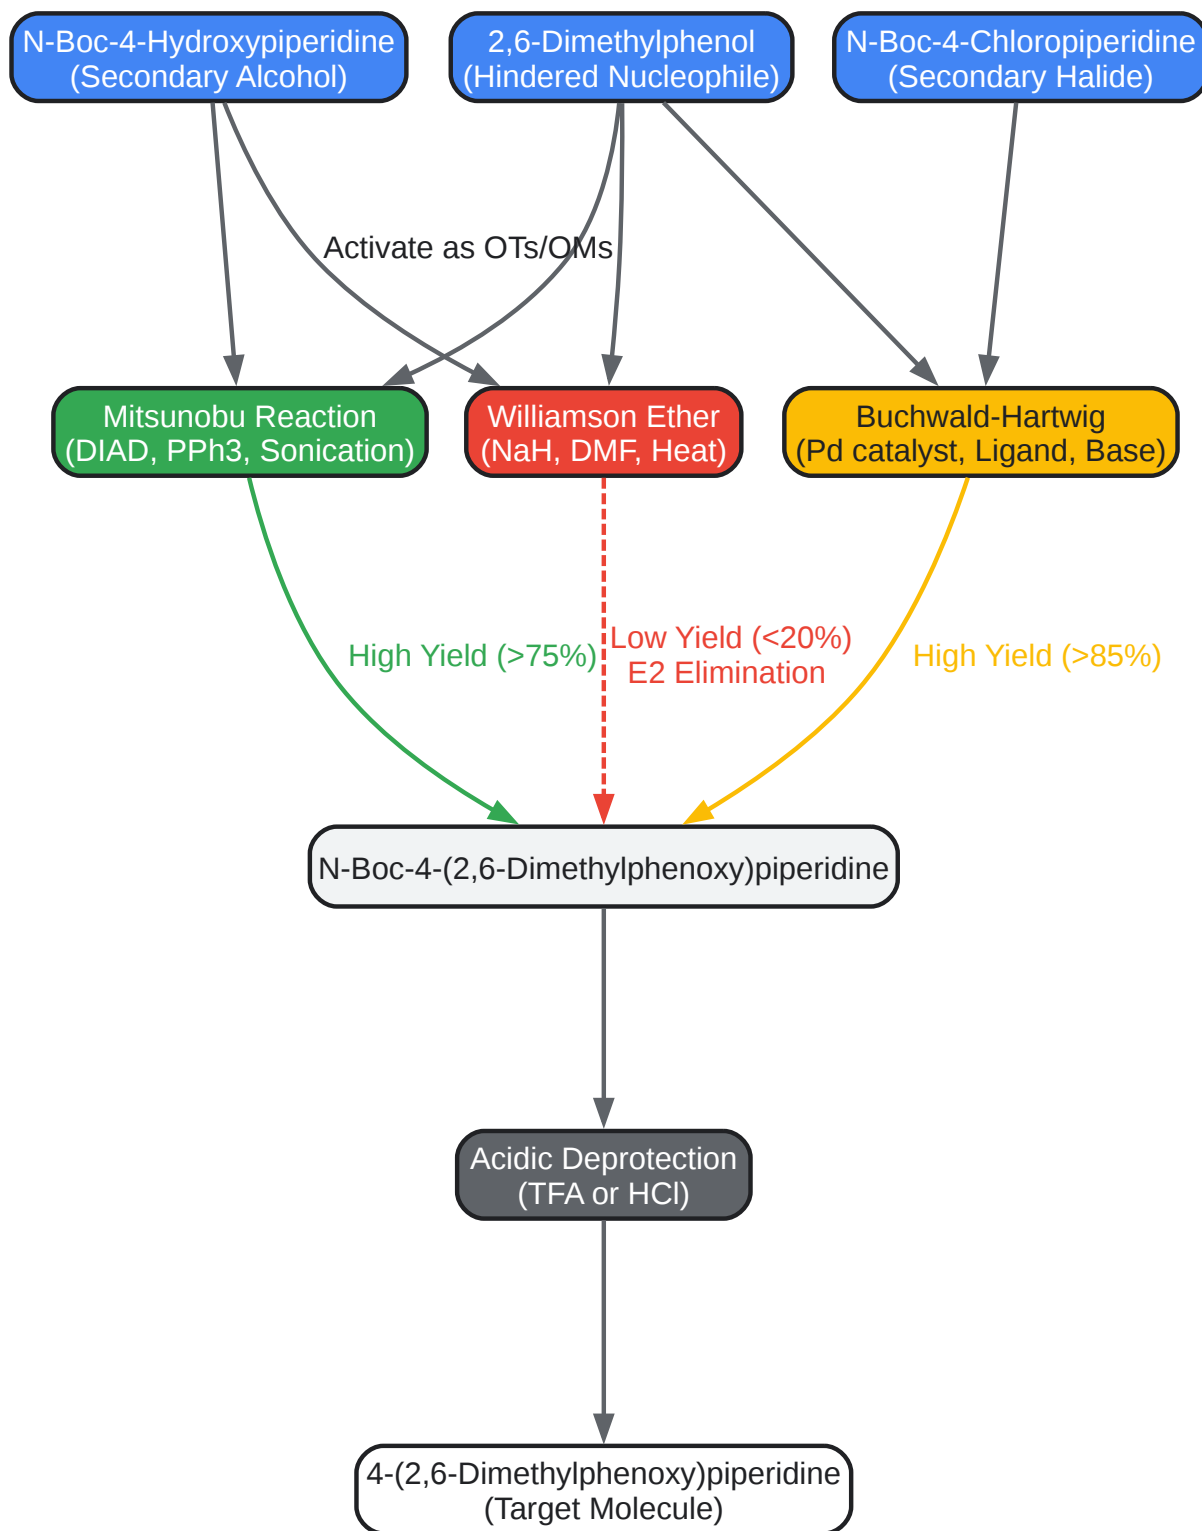 N-Boc-4-Hydroxypiperidine
(Secondary Alcohol)
2,6-Dimethylphenol
(Hindered Nucleophile)
N-Boc-4-Chloropiperidine
(Secondary Halide)
Activate as OTs/OMs
Mitsunobu Reaction
(DIAD, PPh3, Sonication)
Williamson Ether
(NaH, DMF, Heat)
Buchwald-Hartwig
(Pd catalyst, Ligand, Base)
High Yield (>75%)
Low Yield (<20%)
E2 Elimination
High Yield (>85%)
N-Boc-4-(2,6-Dimethylphenoxy)piperidine
Acidic Deprotection
(TFA or HCl)
4-(2,6-Dimethylphenoxy)piperidine
(Target Molecule)